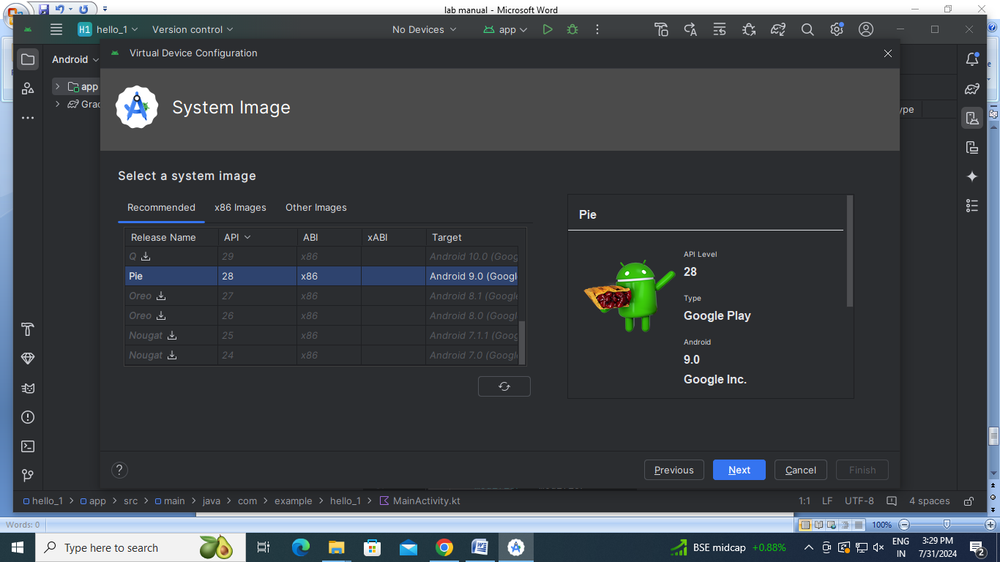 lab manual - Microsoft Word
H1 hello_1 Version control No Devices app
Android
Virtual Device Configuration
app
Grad
System Image
ype
Select a system image
Recommended x86 Images Other Images
Release Name API ABI xABI Target
Q 29 x86 Android 10.0 (Goog
Pie 28 x86 Android 9.0 (Googl
Oreo 27 x86 Android 8.1 (Google
Oreo 26 x86 Android 8.0 (Googl
Nougat 25 x86 Android 7.1.1 (Goog
Nougat 24 x86 Android 7.0 (Googl
Pie
API Level
28
Type
Google Play
Android
9.0
Google Inc.
? Previous Next Cancel Finish
hello_1 > app > src > main > java > com > example > hello_1 > MainActivity.kt 1:1 LF UTF-8 4 spaces
Words: 0 100%
Type here to search BSE midcap +0.88% ENG IN 3:29 PM 7/31/2024 2